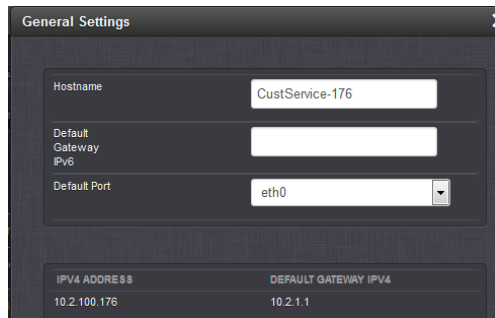 General Settings
Hostname
CustService-176
Default
Gateway
IPv6
Default Port
eth0
IPV4 ADDRESS DEFAULT GATEWAY IPV4
10.2.100.176 10.2.1.1